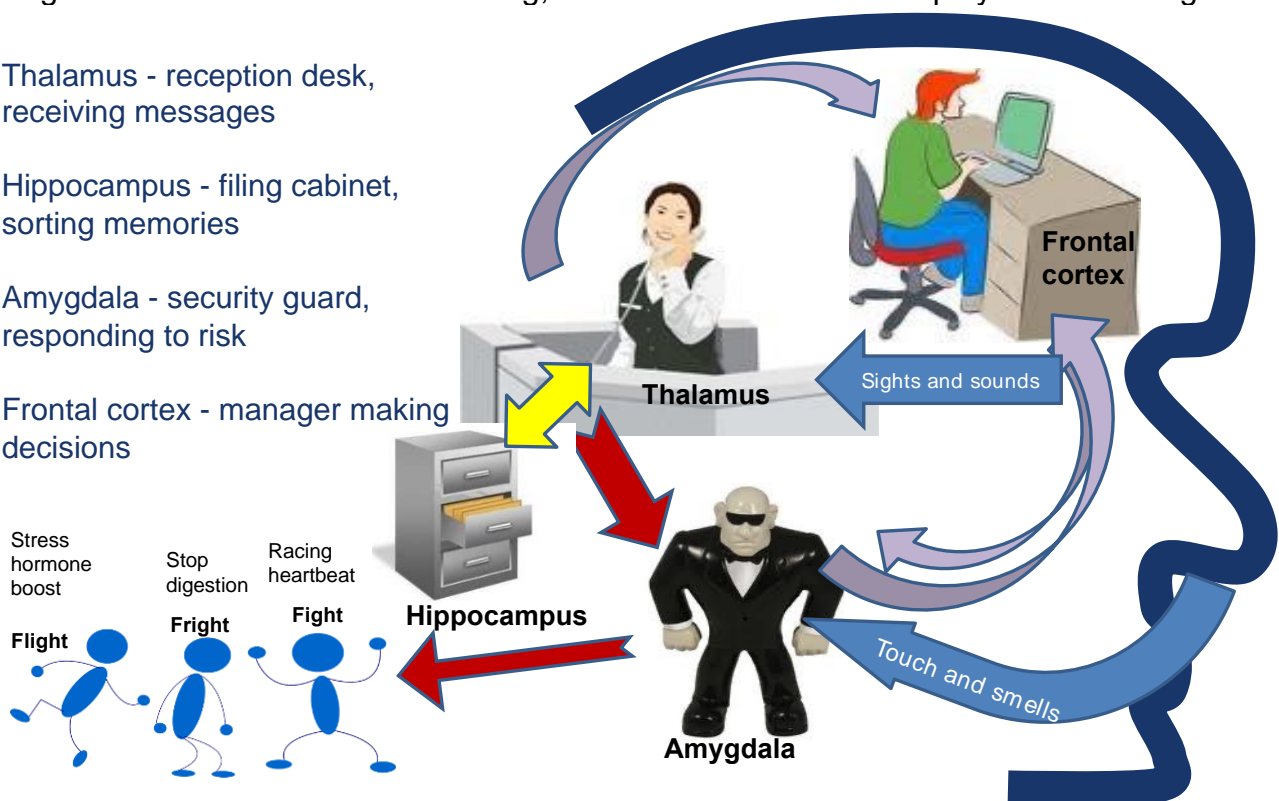 Thalamus - reception desk,
receiving messages
Hippocampus - filing cabinet,
sorting memories
Amygdala - security guard,
responding to risk
Frontal cortex - manager making
decisions
Frontal
cortex
Thalamus
Sights and sounds
Stress
hormone
boost
Stop
digestion
Racing
heartbeat
Flight
Fright
Fight
Hippocampus
Touch and smells
Amygdala